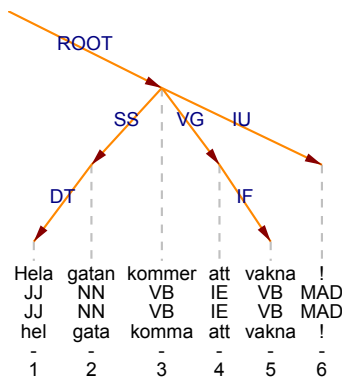 ROOT
SS VG IU
DT IF
Hela gatan kommer att vakna !
JJ NN VB IE VB MAD
JJ NN VB IE VB MAD
hel gata komma att vakna !
- - - - - -
1 2 3 4 5 6